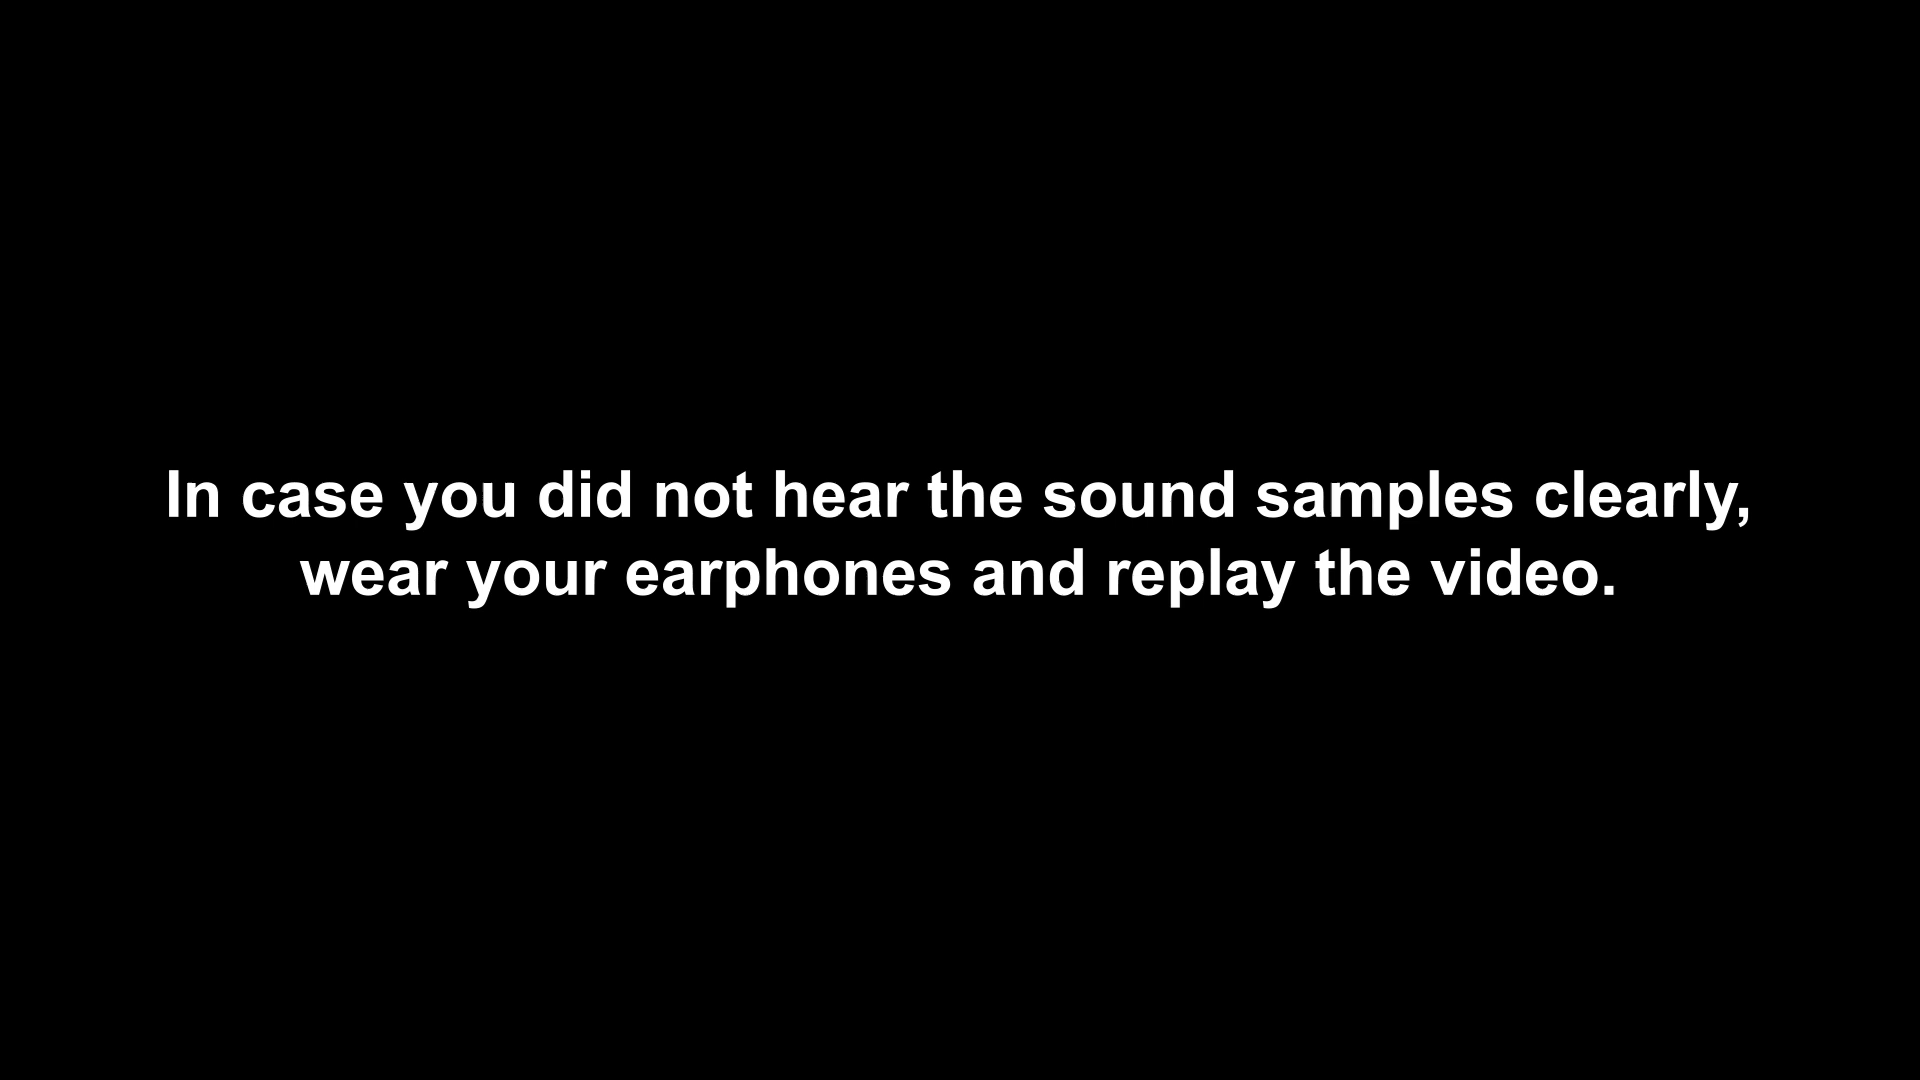 In case you did not hear the sound samples clearly,
wear your earphones and replay the video.